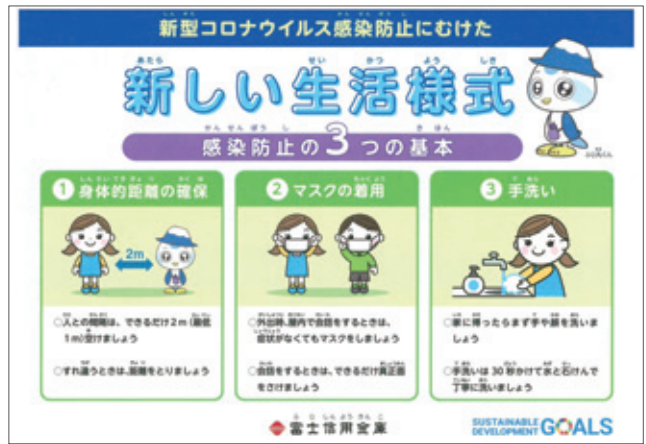 新型コロナウイルス感染防止にむけた
新しい生活様式
感染防止の3つの基本
1 身体的距離の確保
2m
○人との間隔は、できるだけ2m（最低
1m）空けましょう
○すれ違うときは、距離をとりましょう
2 マスクの着用
○外出時、屋内で会話をするときは、
症状がなくてもマスクをしましょう
○会話をするときは、できるだけ真正面
をさけましょう
3 手洗い
○家に帰ったらまず手や顔を洗いま
しょう
○手洗いは30秒かけて水と石けんで
丁寧に洗いましょう
富士信用金庫
SUSTAINABLE
DEVELOPMENT GOALS